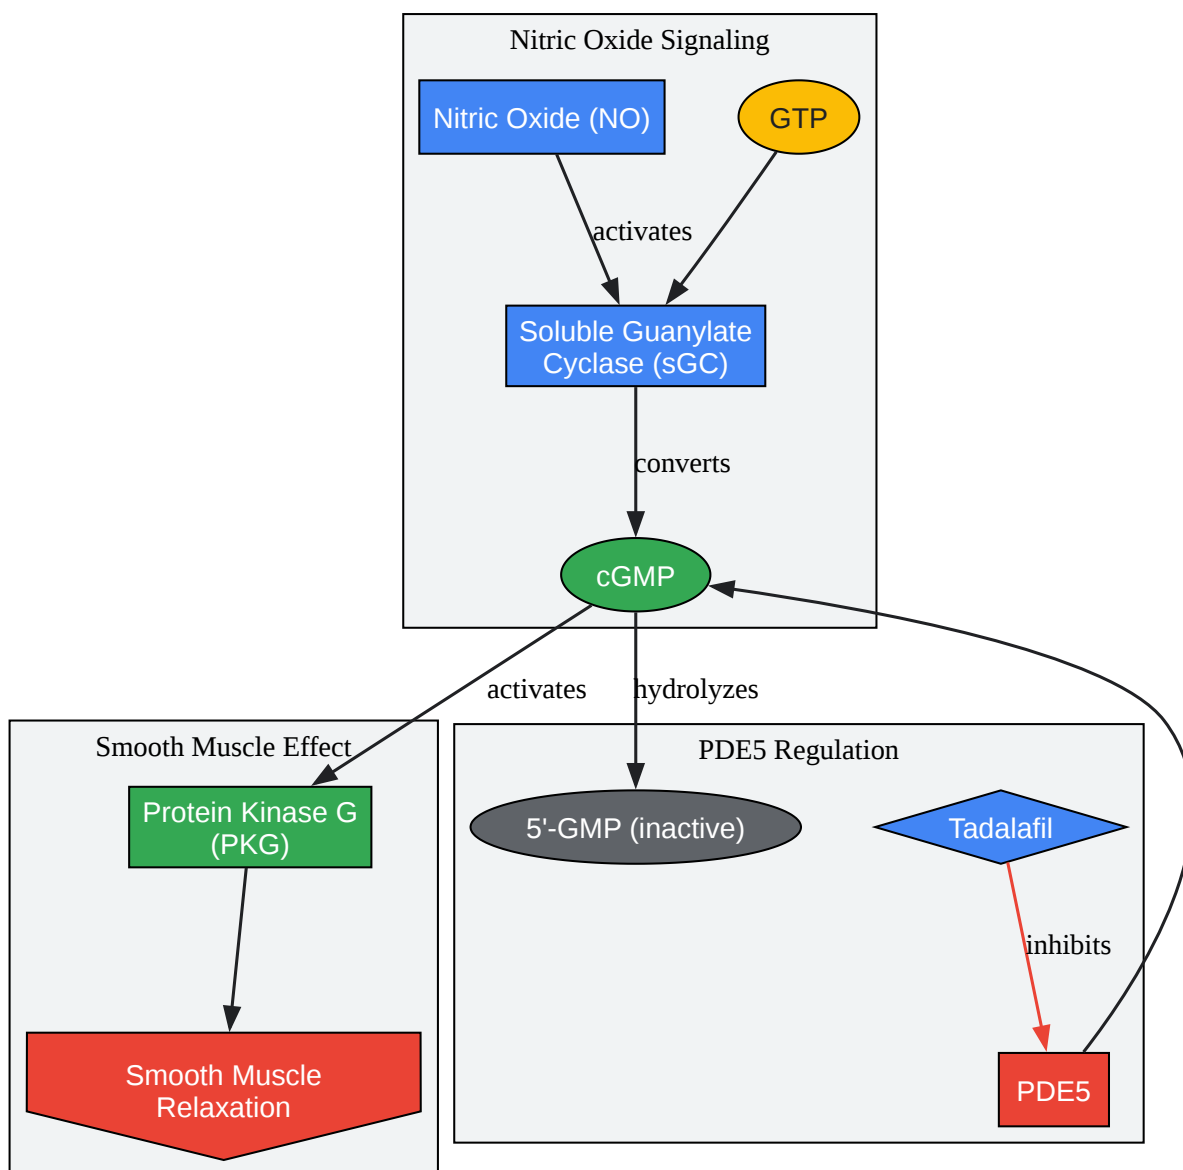 Nitric Oxide Signaling
Nitric Oxide (NO)
GTP
activates
Soluble Guanylate
Cyclase (sGC)
converts
cGMP
activates
hydrolyzes
Smooth Muscle Effect
PDE5 Regulation
Protein Kinase G
(PKG)
5'-GMP (inactive)
Tadalafil
inhibits
Smooth Muscle
Relaxation
PDE5